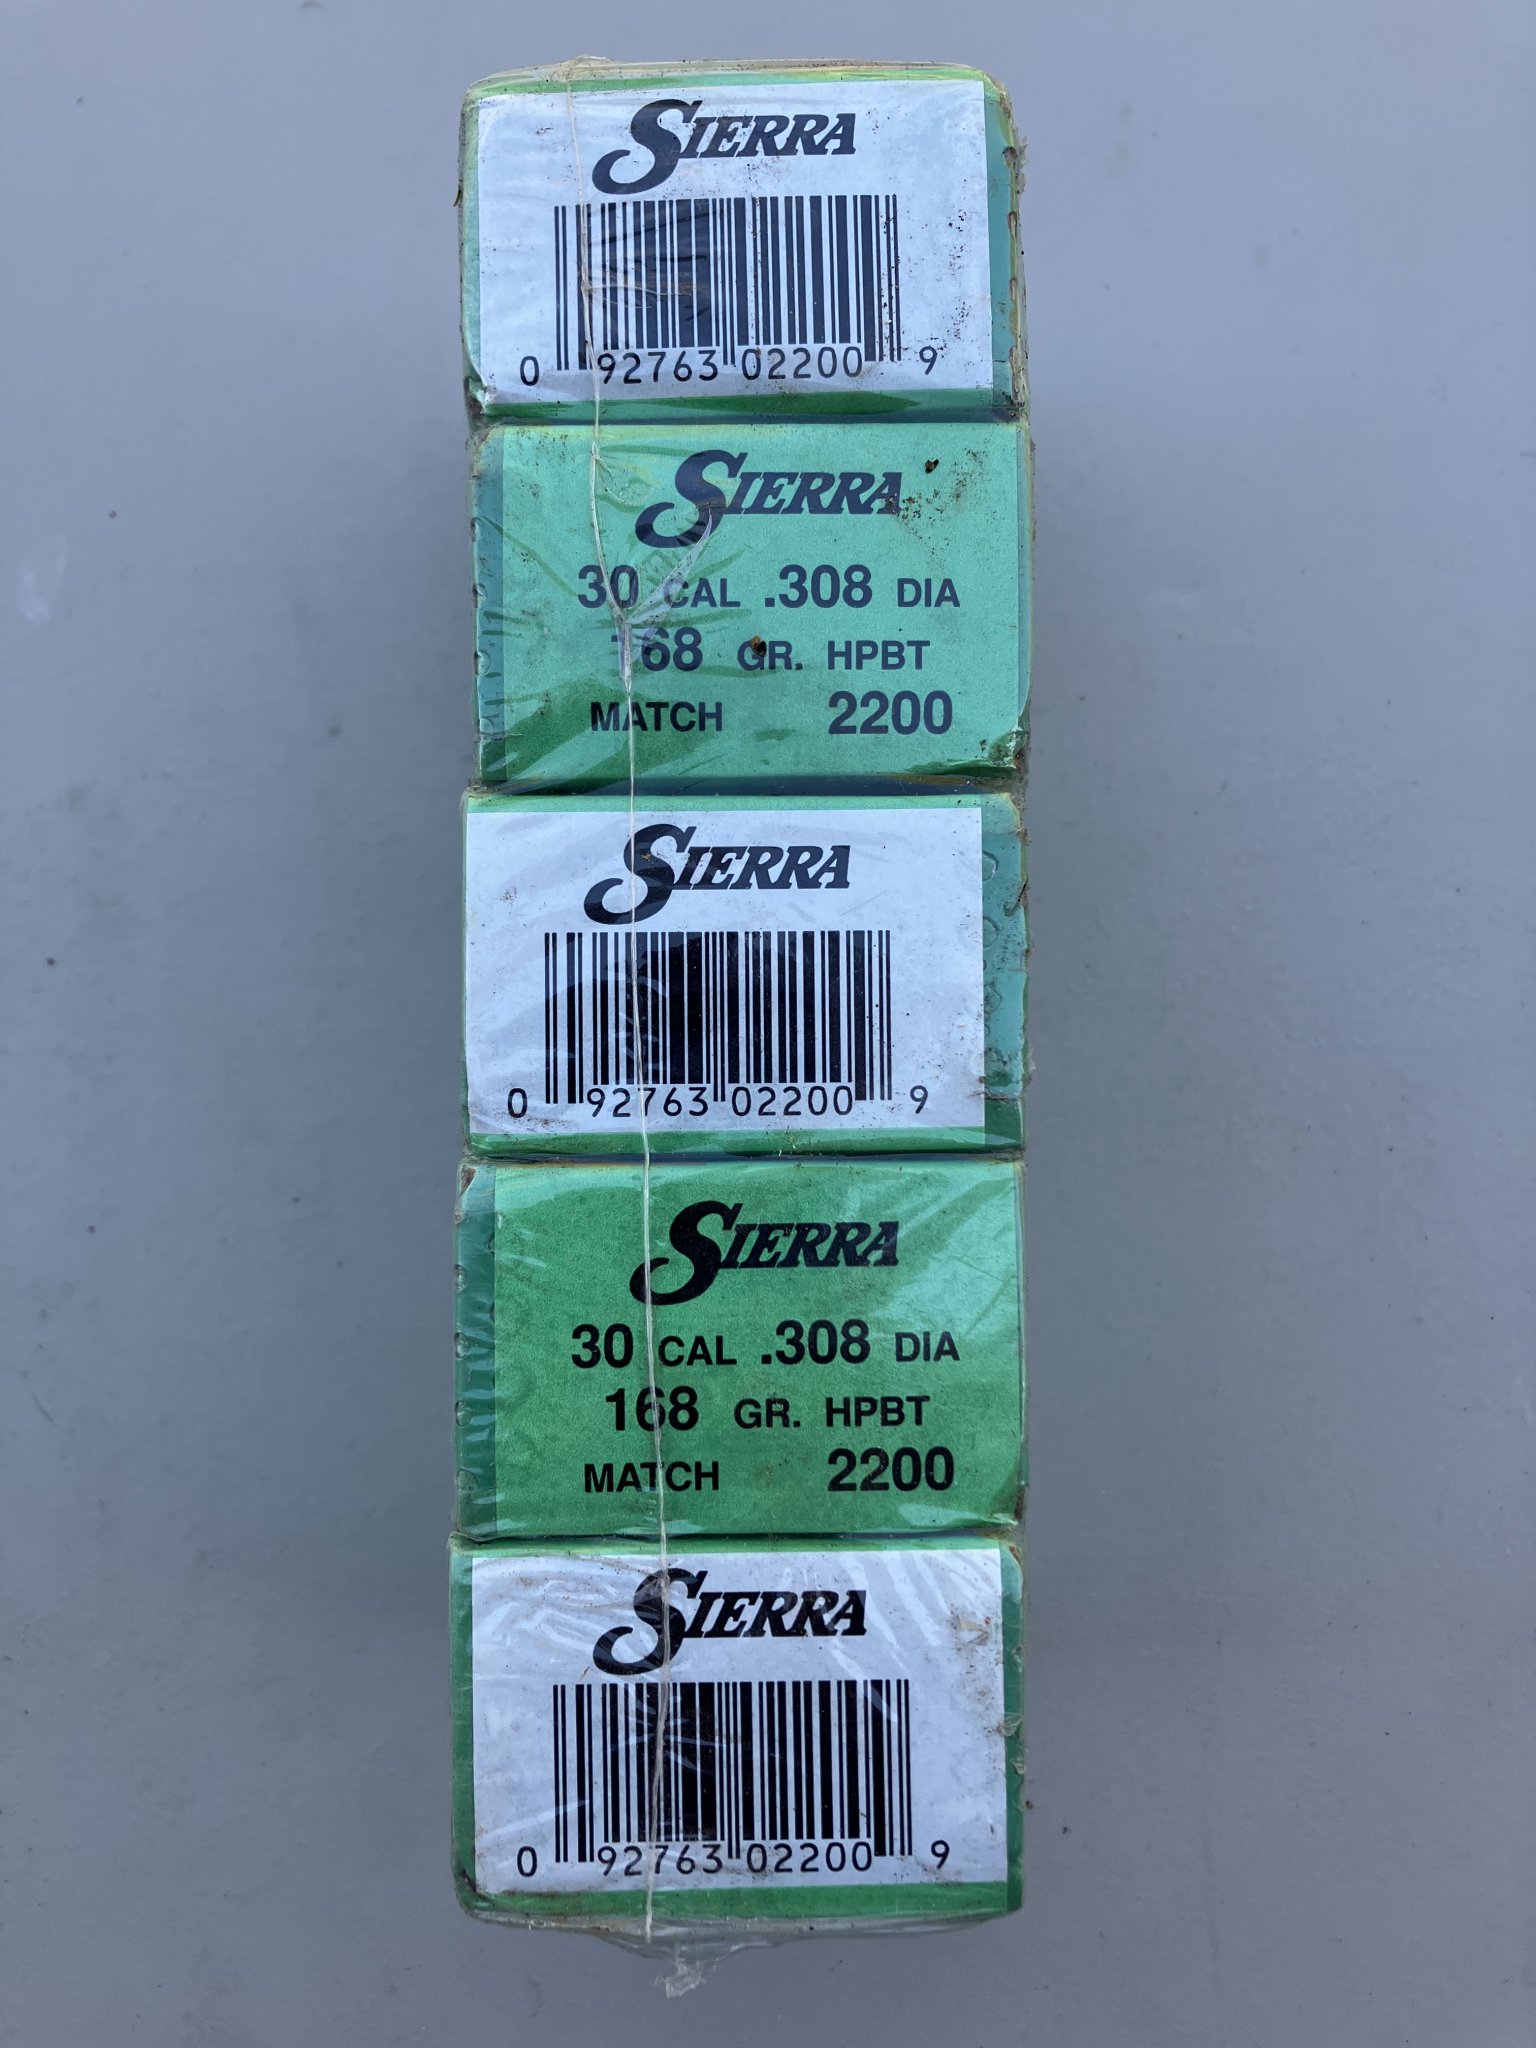 SIERRA
0 92763 02200 9
SIERRA
30 CAL .308 DIA
168 GR. HPBT
MATCH 2200
SIERRA
0 92763 02200 9
SIERRA
30 CAL .308 DIA
168 GR. HPBT
MATCH 2200
SIERRA
0 92763 02200 9